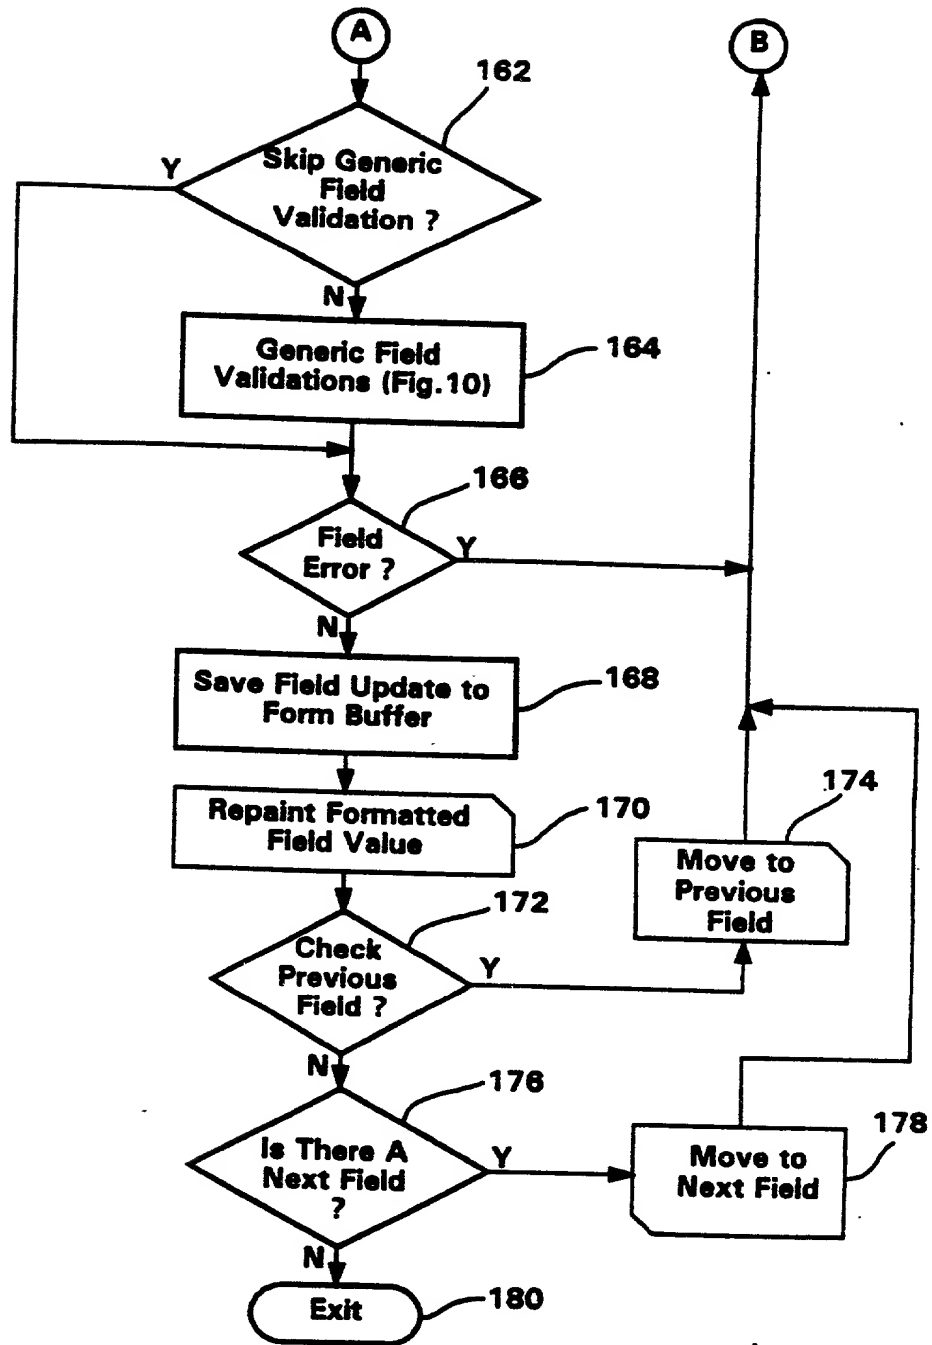 A
B
162
Skip Generic
Field
Validation ?
Y
N
Generic Field
Validations (Fig.10)
164
166
Field
Error ?
Y
N
Save Field Update to
Form Buffer
168
Repaint Formatted
Field Value
170
174
Move to
Previous
Field
172
Check
Previous
Field ?
Y
N
176
Is There A
Next Field
?
Y
178
Move to
Next Field
N
Exit
180